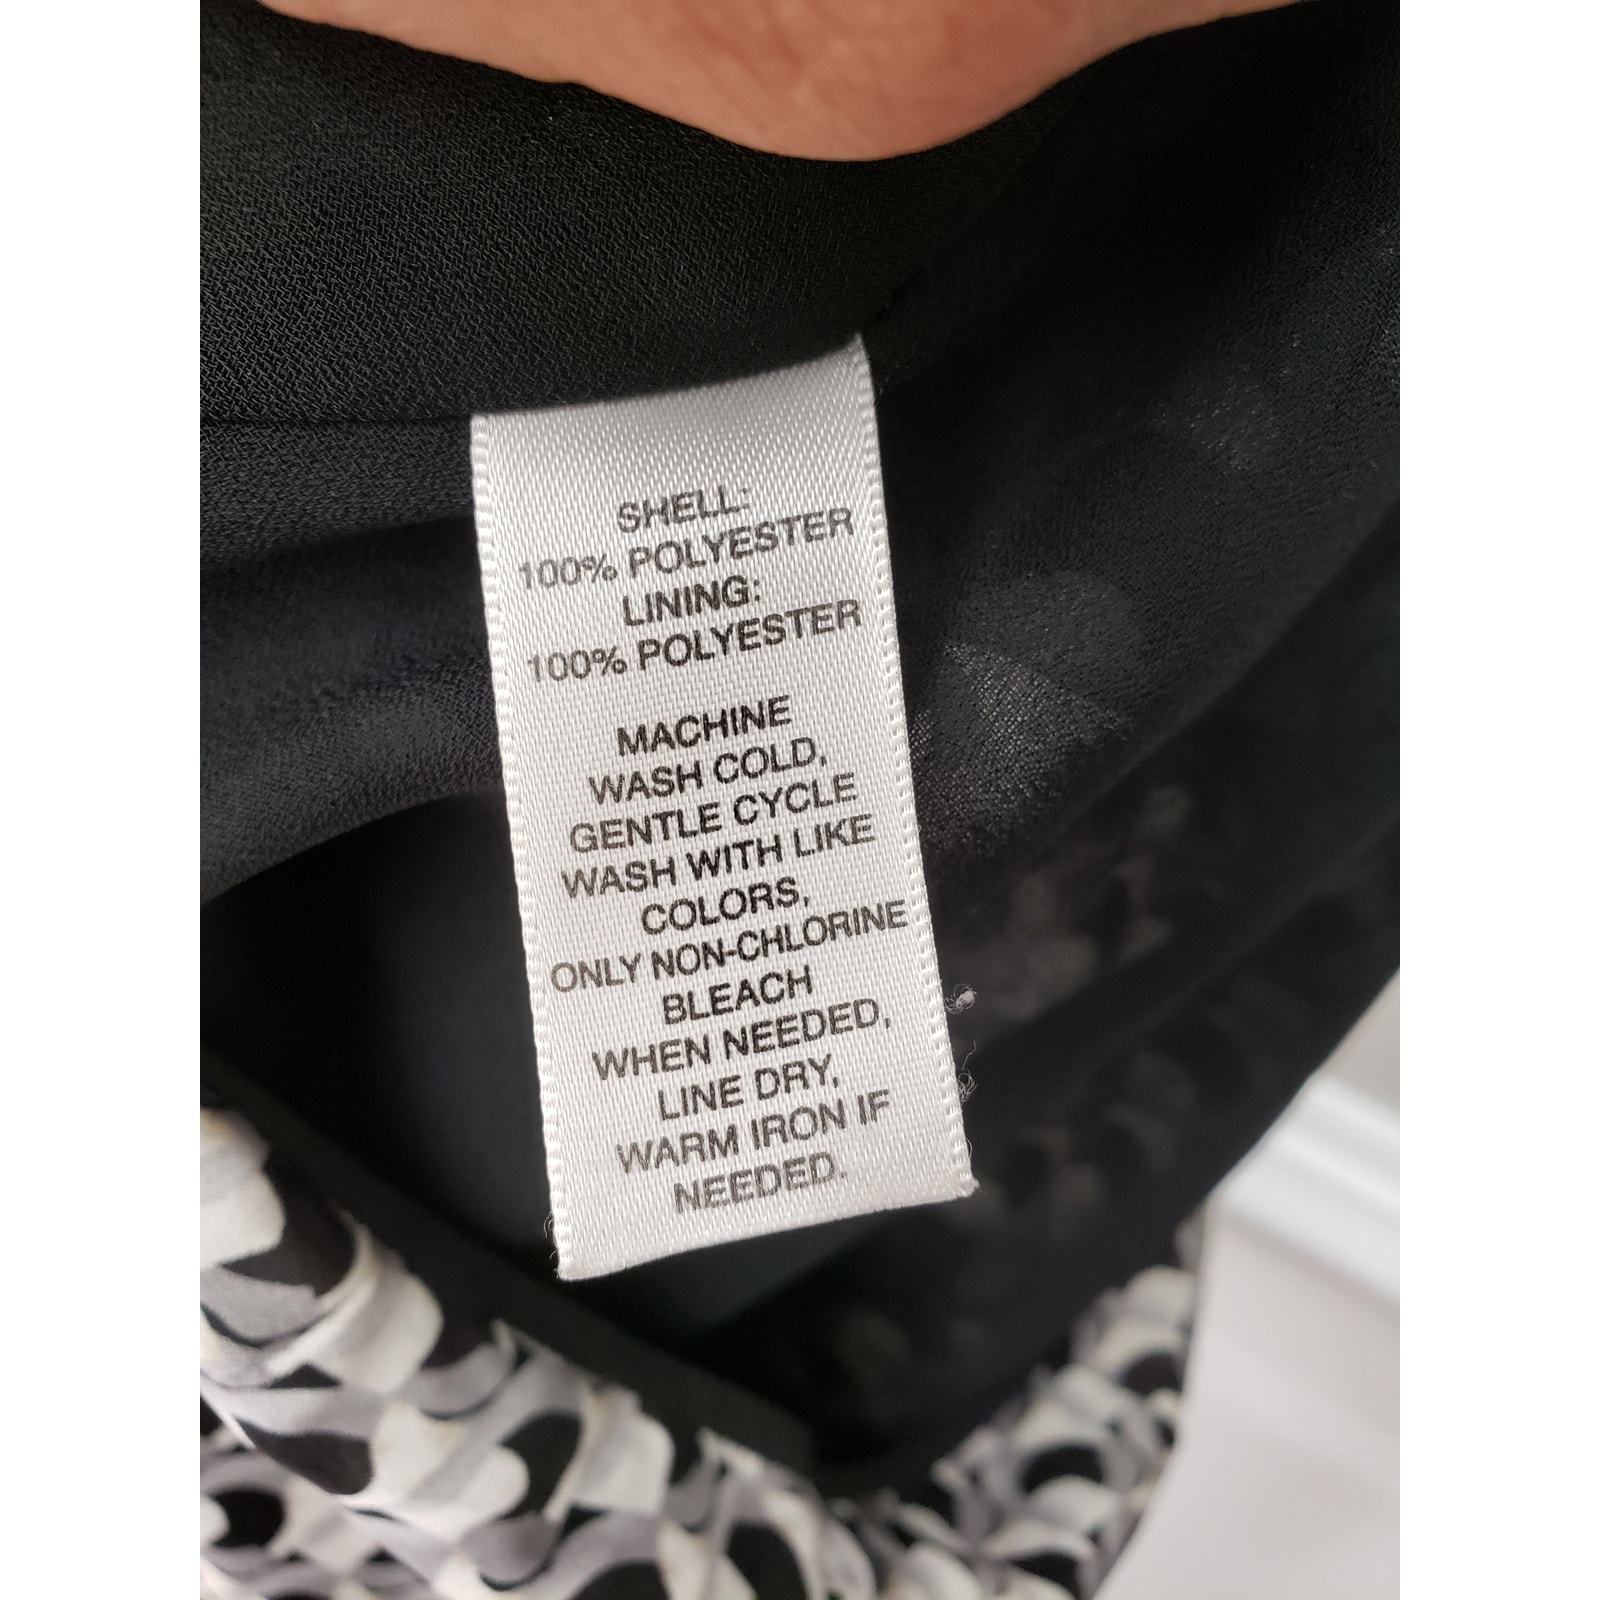 SHELL:
100% POLYESTER
LINING:
100% POLYESTER
MACHINE
WASH COLD,
GENTLE CYCLE
WASH WITH LIKE
COLORS,
ONLY NON-CHLORINE
BLEACH
WHEN NEEDED,
LINE DRY,
WARM IRON IF
NEEDED.